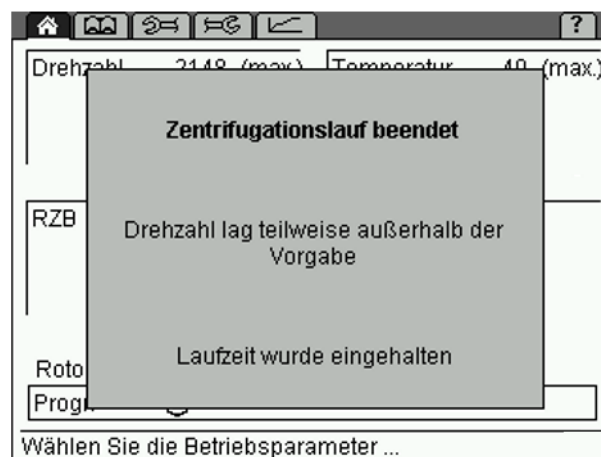 ?
Drehzahl 2148 (max.) Temperatur 40 (max.)
Zentrifugationslauf beendet
RZB
Drehzahl lag teilweise außerhalb der
Vorgabe
Laufzeit wurde eingehalten
Roto
Progr
Wählen Sie die Betriebsparameter ...